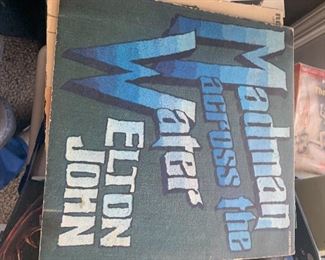 Madman
across the
Water
ELTON
JOHN